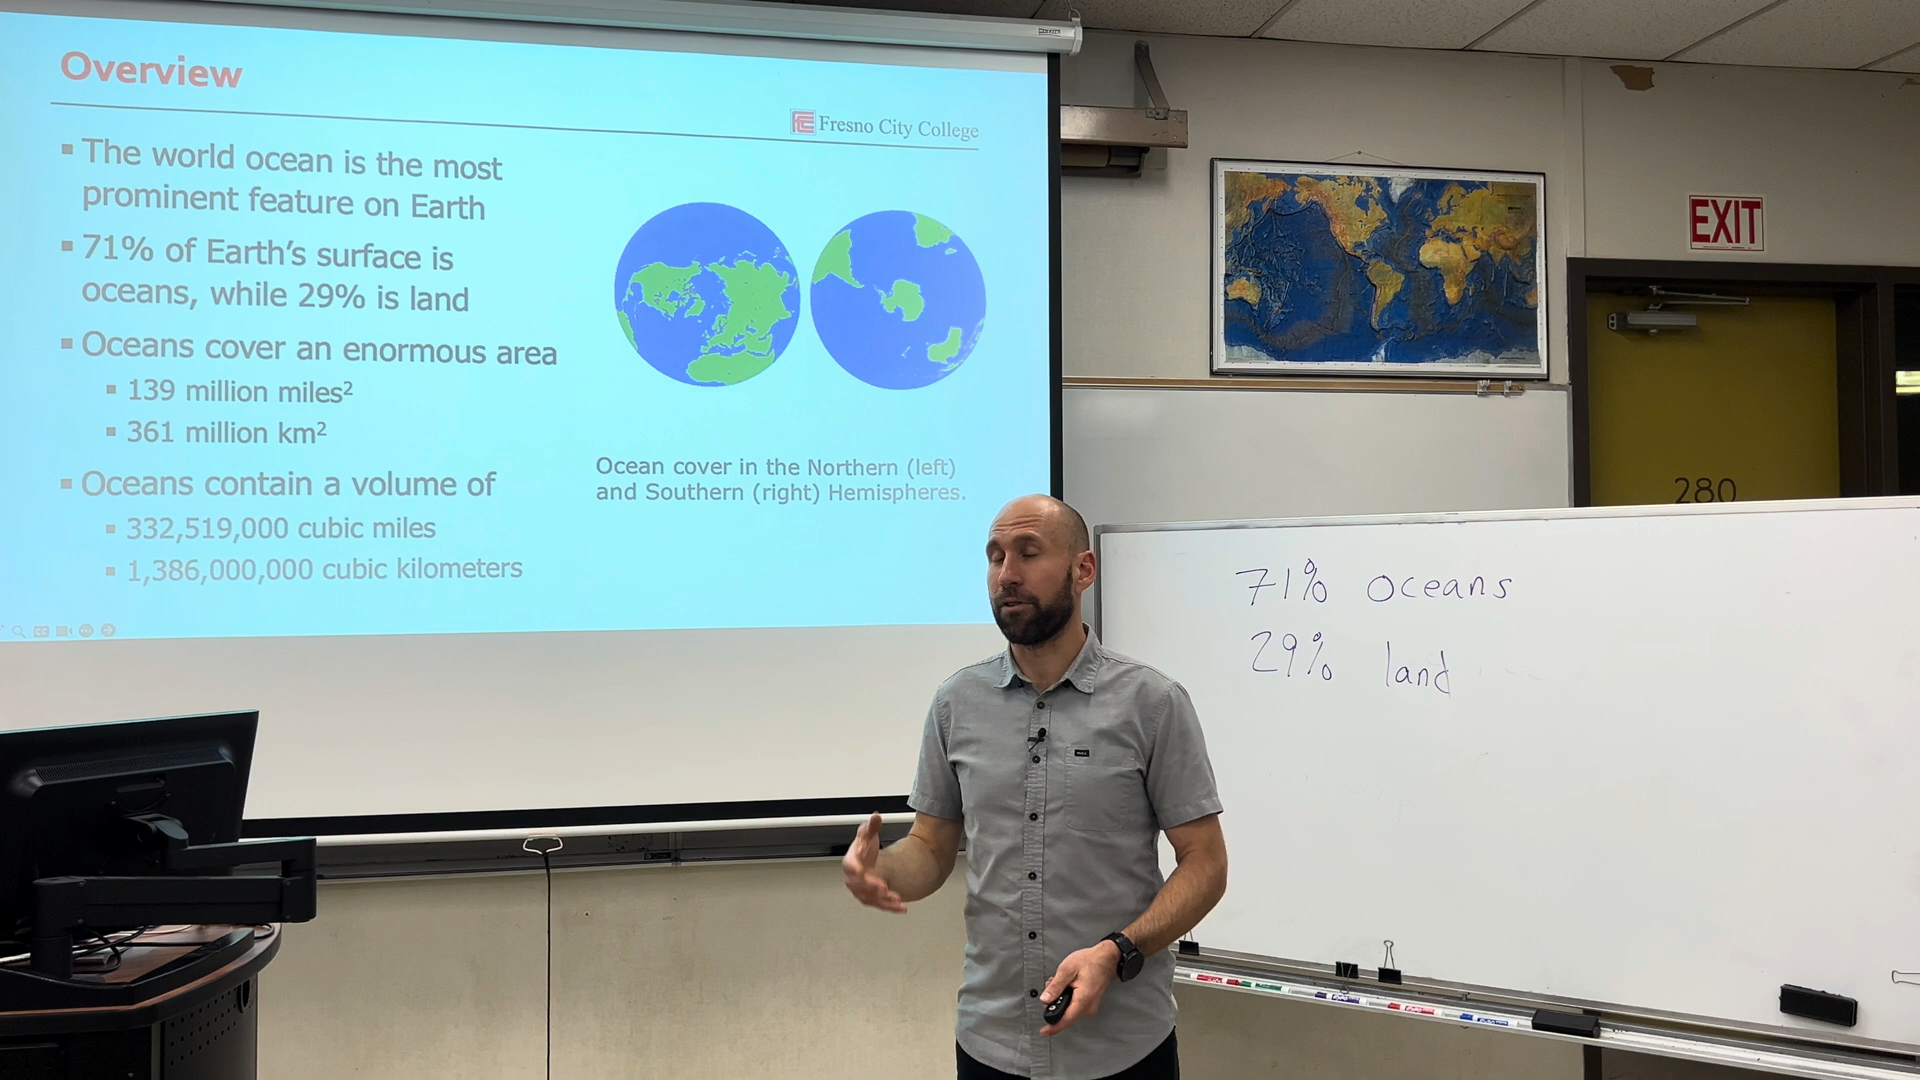 Overview
Fresno City College
▪ The world ocean is the most
prominent feature on Earth
▪ 71% of Earth’s surface is
oceans, while 29% is land
▪ Oceans cover an enormous area
▪ 139 million miles²
▪ 361 million km²
▪ Oceans contain a volume of
▪ 332,519,000 cubic miles
▪ 1,386,000,000 cubic kilometers
Ocean cover in the Northern (left)
and Southern (right) Hemispheres.
EXIT
280
71% oceans
29% land